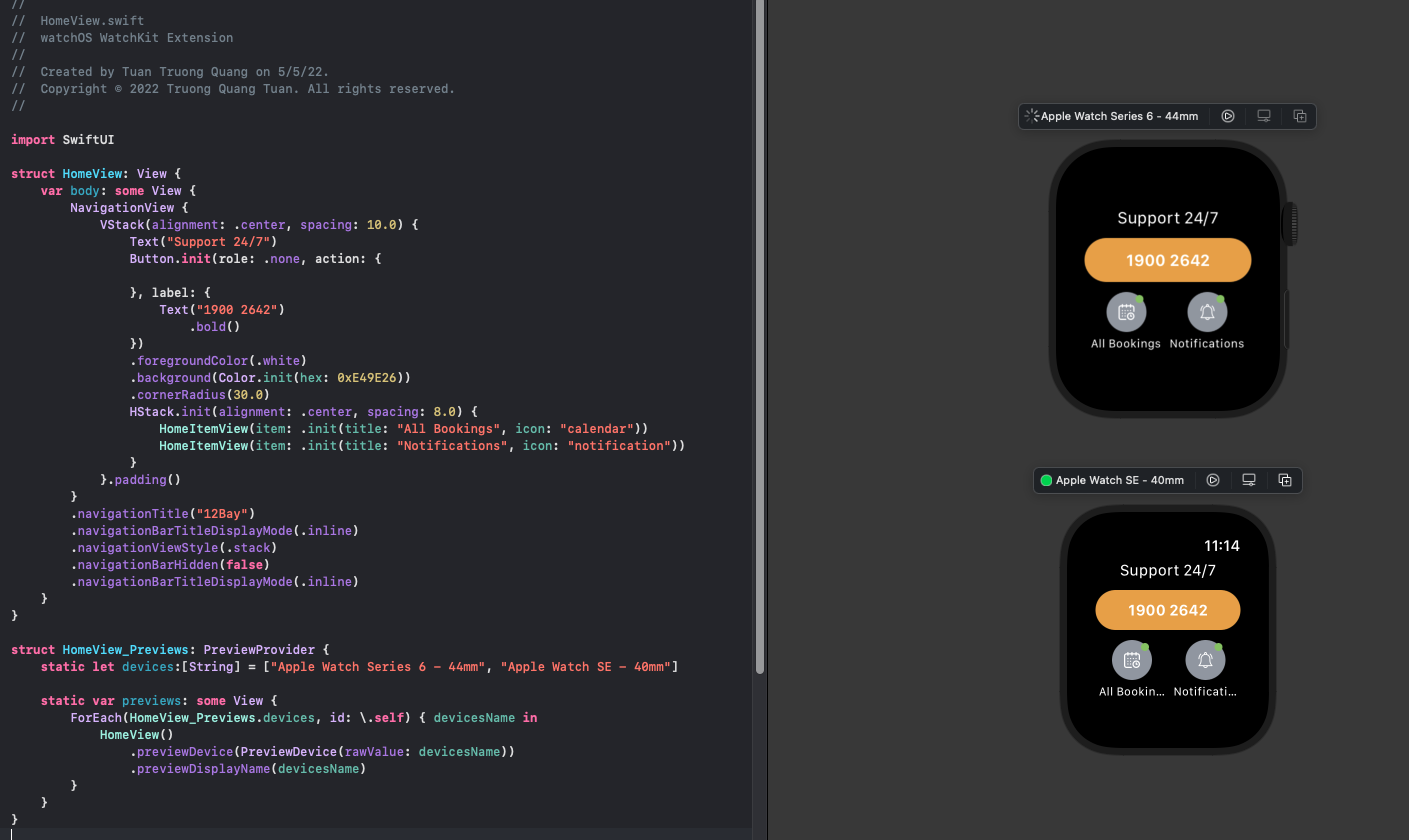 //
//  HomeView.swift
//  watchOS WatchKit Extension
//
//  Created by Tuan Truong Quang on 5/5/22.
//  Copyright © 2022 Truong Quang Tuan. All rights reserved.
//

import SwiftUI

struct HomeView: View {
    var body: some View {
        NavigationView {
            VStack(alignment: .center, spacing: 10.0) {
                Text("Support 24/7")
                Button.init(role: .none, action: {

                }, label: {
                    Text("1900 2642")
                        .bold()
                })
                .foregroundColor(.white)
                .background(Color.init(hex: 0xE49E26))
                .cornerRadius(30.0)
                HStack.init(alignment: .center, spacing: 8.0) {
                    HomeItemView(item: .init(title: "All Bookings", icon: "calendar"))
                    HomeItemView(item: .init(title: "Notifications", icon: "notification"))
                }
            }.padding()
        }
        .navigationTitle("12Bay")
        .navigationBarTitleDisplayMode(.inline)
        .navigationViewStyle(.stack)
        .navigationBarHidden(false)
        .navigationBarTitleDisplayMode(.inline)
    }
}

struct HomeView_Previews: PreviewProvider {
    static let devices:[String] = ["Apple Watch Series 6 - 44mm", "Apple Watch SE - 40mm"]

    static var previews: some View {
        ForEach(HomeView_Previews.devices, id: \.self) { devicesName in
            HomeView()
                .previewDevice(PreviewDevice(rawValue: devicesName))
                .previewDisplayName(devicesName)
        }
    }
}
Apple Watch Series 6 - 44mm
Support 24/7
1900 2642
All Bookings Notifications
Apple Watch SE - 40mm
11:14
Support 24/7
1900 2642
All Bookin... Notificati...